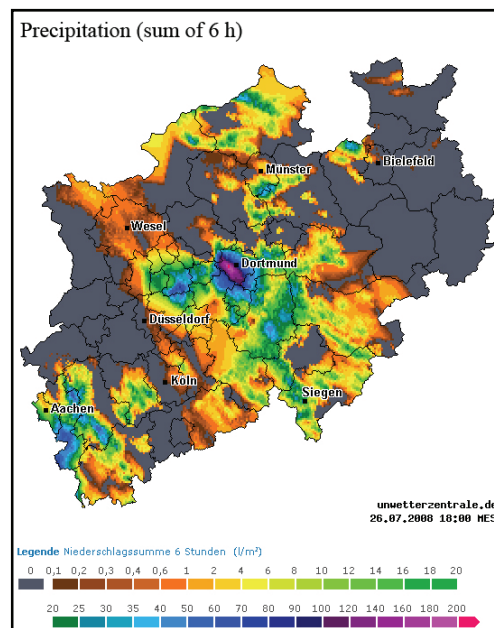 Precipitation (sum of 6 h)
Münster
Bielefeld
Wesel
Dortmund
Düsseldorf
Köln
Siegen
Aachen
unwetterzentrale.de
26.07.2008 18:00 MES
Legende Niederschlagssumme 6 Stunden (l/m²)
0 0,1 0,2 0,4 0,6 1 2 4 6 8 10 12 14 16 18 20
20 25 30 35 40 50 60 70 80 90 100 120 140 160 180 200